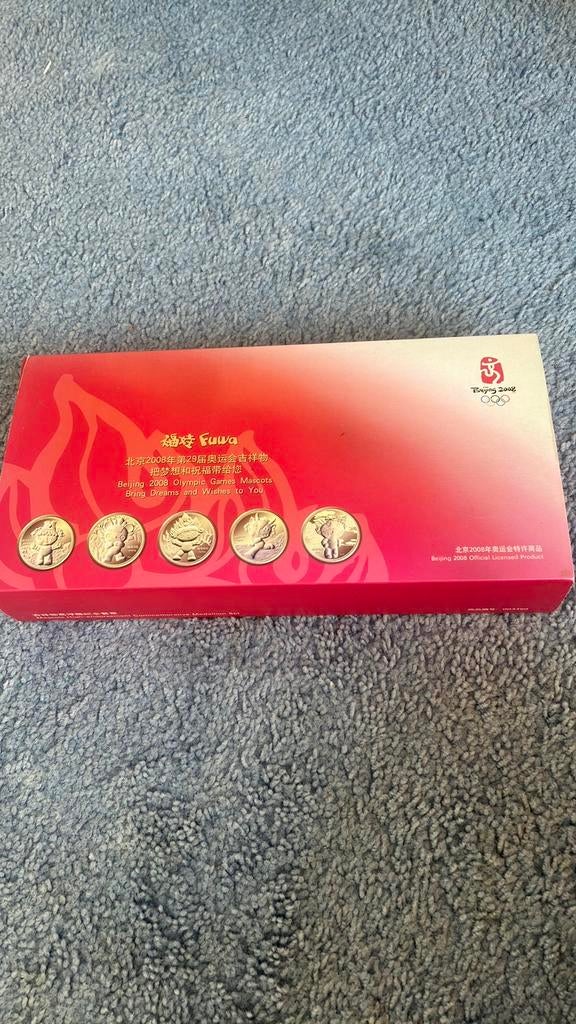 Beijing 2008
福娃 Fuwa
北京2008年第29届奥运会吉祥物
把梦想和祝福带给您
Beijing 2008 Olympic Games Mascots
Bring Dreams and Wishes to You
北京2008年奥运会特许商品
Beijing 2008 Official Licensed Product
Commemorative Medallion Set